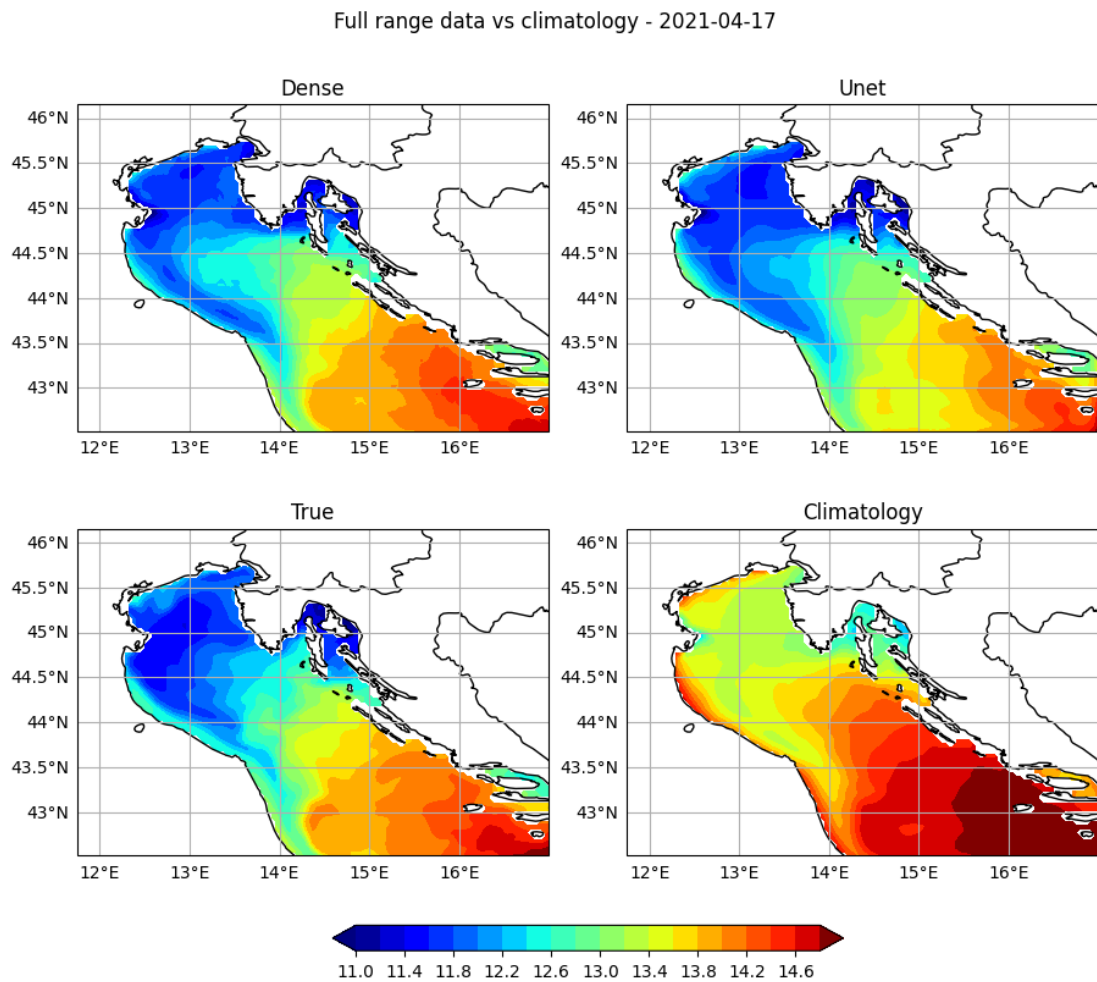 Full range data vs climatology - 2021-04-17
Dense
Unet
46°N
45.5°N
45°N
44.5°N
44°N
43.5°N
43°N
12°E 13°E 14°E 15°E 16°E
46°N
45.5°N
45°N
44.5°N
44°N
43.5°N
43°N
12°E 13°E 14°E 15°E 16°E
True
Climatology
46°N
45.5°N
45°N
44.5°N
44°N
43.5°N
43°N
12°E 13°E 14°E 15°E 16°E
46°N
45.5°N
45°N
44.5°N
44°N
43.5°N
43°N
12°E 13°E 14°E 15°E 16°E
11.0 11.4 11.8 12.2 12.6 13.0 13.4 13.8 14.2 14.6